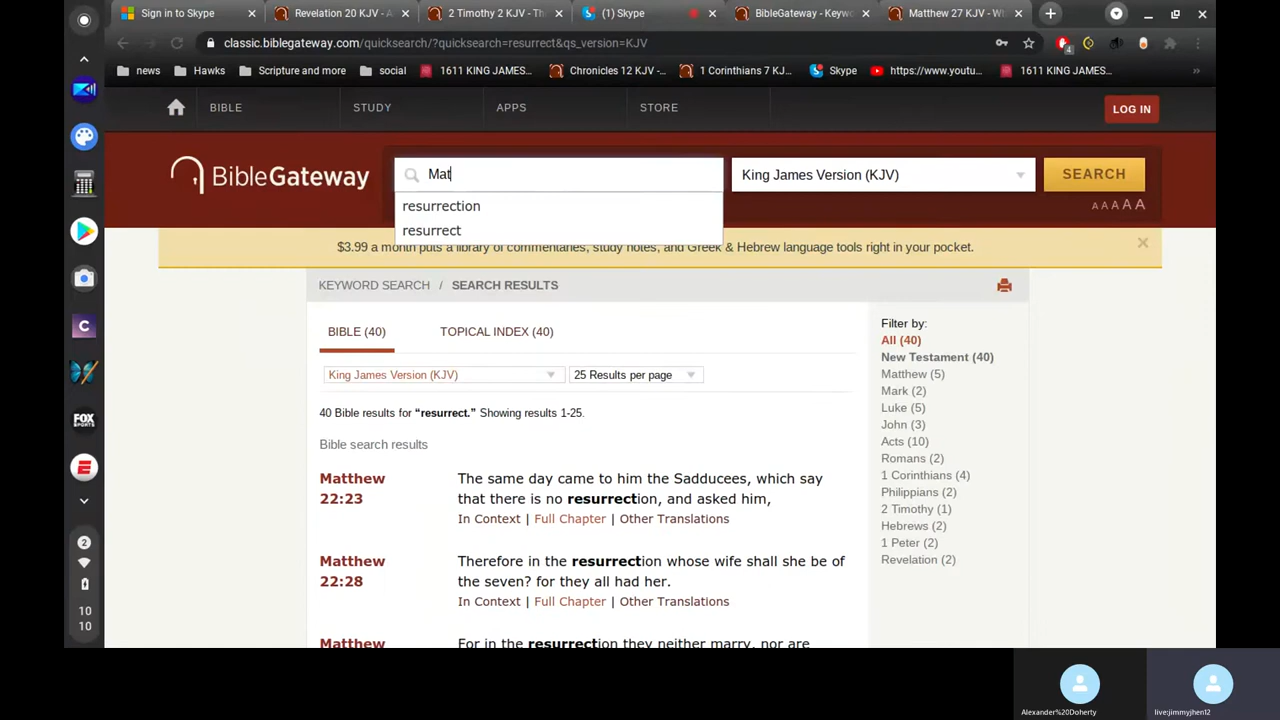 Sign in to Skype
Revelation 20 KJV - A
2 Timothy 2 KJV - Th
(1) Skype
BibleGateway - Keywo
Matthew 27 KJV - W
classic.biblegateway.com/quicksearch/?quicksearch=resurrect&qs_version=KJV
4
news
Hawks
Scripture and more
social
1611 KING JAMES...
Chronicles 12 KJV -...
1 Corinthians 7 KJ...
Skype
https://www.youtu...
1611 KING JAMES...
»
BIBLE
STUDY
APPS
STORE
LOG IN
BibleGateway
Mat
King James Version (KJV)
SEARCH
A A A A A
resurrection
resurrect
$3.99 a month puts a library of commentaries, study notes, and Greek & Hebrew language tools right in your pocket.
KEYWORD SEARCH / SEARCH RESULTS
BIBLE (40)
TOPICAL INDEX (40)
King James Version (KJV)
25 Results per page
40 Bible results for “resurrect.” Showing results 1-25.
Bible search results
Matthew 22:23
The same day came to him the Sadducees, which say
that there is no resurrection, and asked him,
In Context | Full Chapter | Other Translations
Matthew 22:28
Therefore in the resurrection whose wife shall she be of
the seven? for they all had her.
In Context | Full Chapter | Other Translations
Matthew
For in the resurrection they neither marry, nor are
Filter by:
All (40)
New Testament (40)
Matthew (5)
Mark (2)
Luke (5)
John (3)
Acts (10)
Romans (2)
1 Corinthians (4)
Philippians (2)
2 Timothy (1)
Hebrews (2)
1 Peter (2)
Revelation (2)
C
FOX
SPORTS
2
10
10
Alexander%20Doherty
live:jimmyjhen12